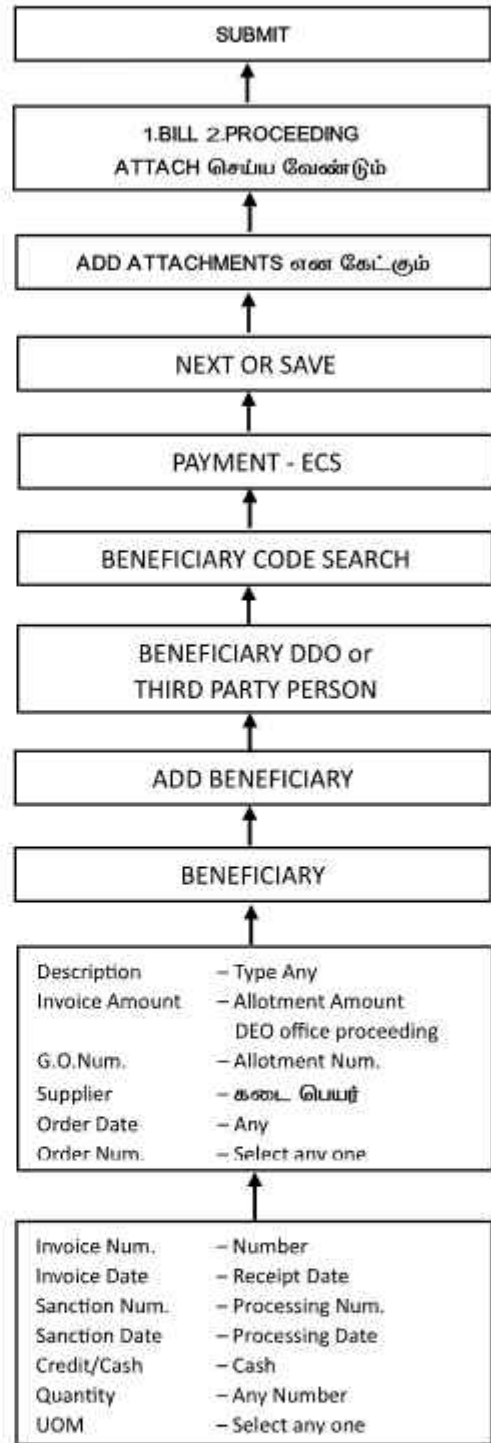 SUBMIT
1.BILL 2.PROCEEDING
ATTACH செய்ய வேண்டும்
ADD ATTACHMENTS என கேட்கும்
NEXT OR SAVE
PAYMENT - ECS
BENEFICIARY CODE SEARCH
BENEFICIARY DDO or
THIRD PARTY PERSON
ADD BENEFICIARY
BENEFICIARY
Description – Type Any
Invoice Amount – Allotment Amount
DEO office proceeding
G.O.Num. – Allotment Num.
Supplier – கடை பெயர்
Order Date – Any
Order Num. – Select any one
Invoice Num. – Number
Invoice Date – Receipt Date
Sanction Num. – Processing Num.
Sanction Date – Processing Date
Credit/Cash – Cash
Quantity – Any Number
UOM – Select any one